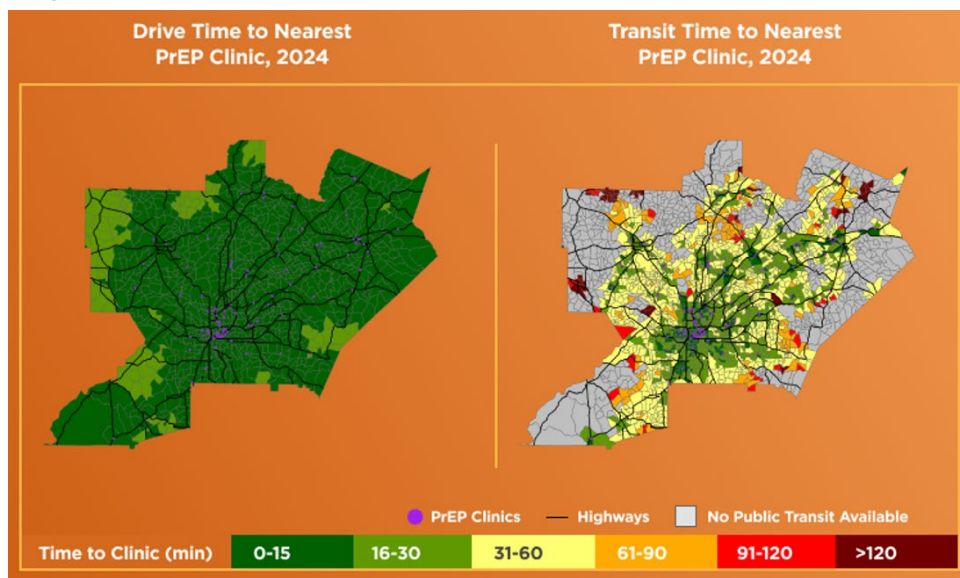 Drive Time to Nearest
PrEP Clinic, 2024
Transit Time to Nearest
PrEP Clinic, 2024
PrEP Clinics
Highways
No Public Transit Available
Time to Clinic (min)
0-15
16-30
31-60
61-90
91-120
>120